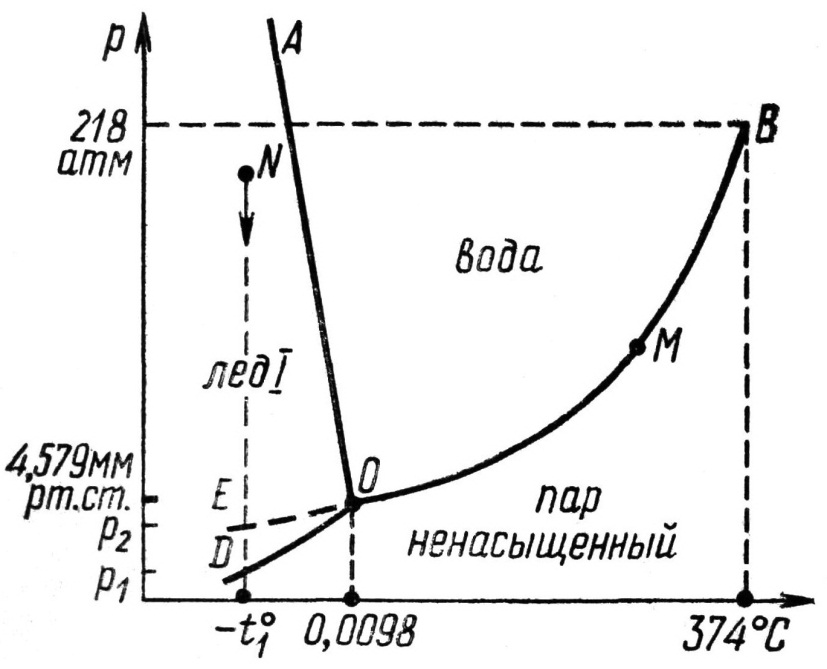 p
A
218
атм
B
N
вода
M
лед I
4,579мм
рт.ст.
O
E
p₂
пар
ненасыщенный
D
p₁
-t₁°
0,0098
374°C